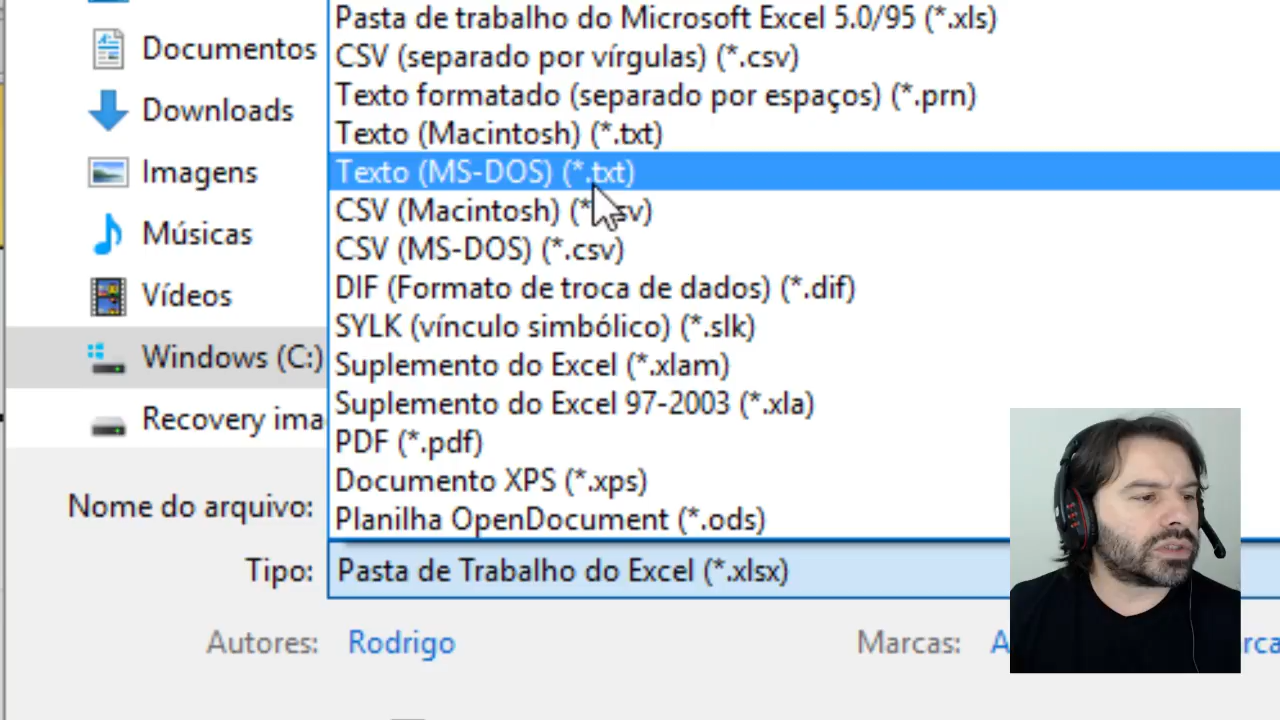 Pasta de trabalho do Microsoft Excel 5.0/95 (*.xls)
Documentos
CSV (separado por vírgulas) (*.csv)
Texto formatado (separado por espaços) (*.prn)
Downloads
Texto (Macintosh) (*.txt)
Imagens
Texto (MS-DOS) (*.txt)
CSV (Macintosh) (*.csv)
Músicas
CSV (MS-DOS) (*.csv)
Vídeos
DIF (Formato de troca de dados) (*.dif)
SYLK (vínculo simbólico) (*.slk)
Windows (C:)
Suplemento do Excel (*.xlam)
Suplemento do Excel 97-2003 (*.xla)
Recovery ima
PDF (*.pdf)
Documento XPS (*.xps)
Nome do arquivo:
Planilha OpenDocument (*.ods)
Tipo: Pasta de Trabalho do Excel (*.xlsx)
Autores: Rodrigo
Marcas: A